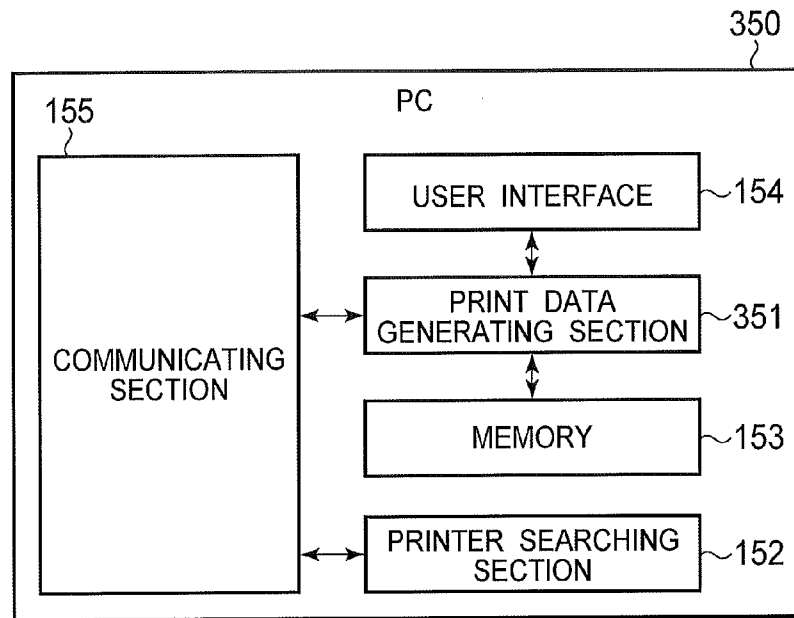 350
PC
155
USER INTERFACE
154
PRINT DATA
GENERATING SECTION
351
COMMUNICATING
SECTION
MEMORY
153
PRINTER SEARCHING
SECTION
152